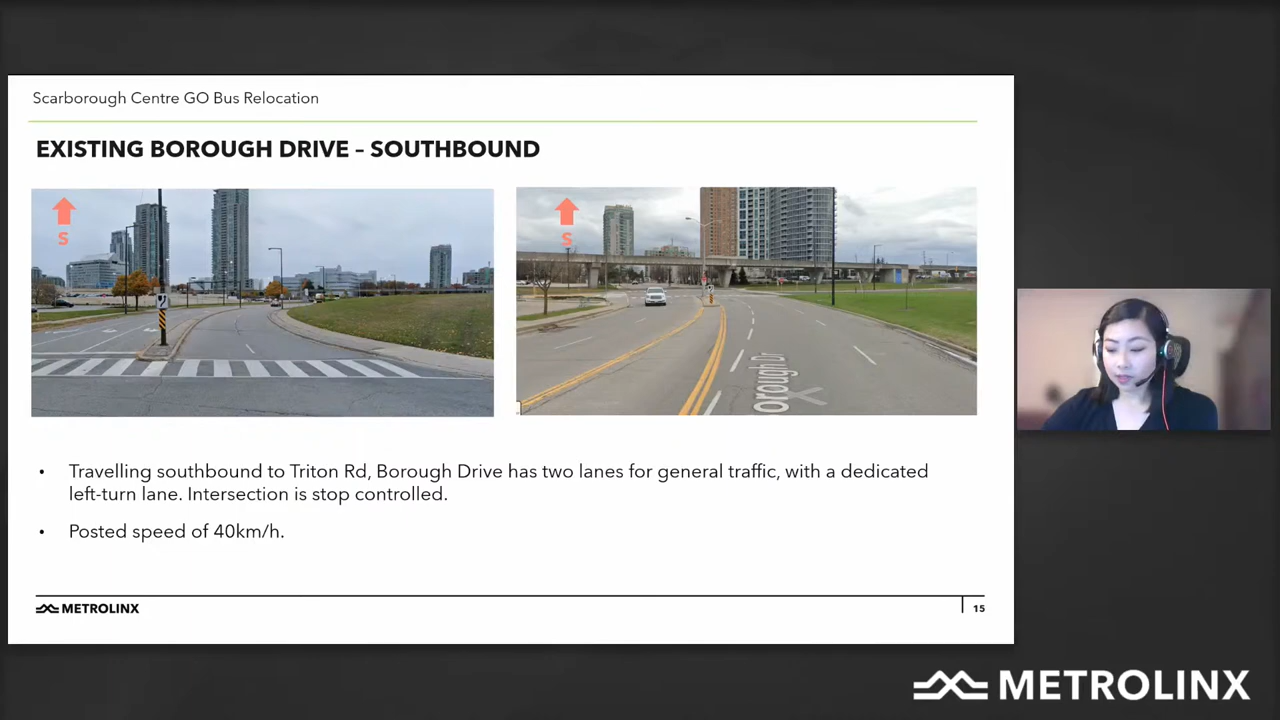 Scarborough Centre GO Bus Relocation
EXISTING BOROUGH DRIVE – SOUTHBOUND
S
S
orough Dr
• Travelling southbound to Triton Rd, Borough Drive has two lanes for general traffic, with a dedicated
left-turn lane. Intersection is stop controlled.
• Posted speed of 40km/h.
METROLINX
15
METROLINX